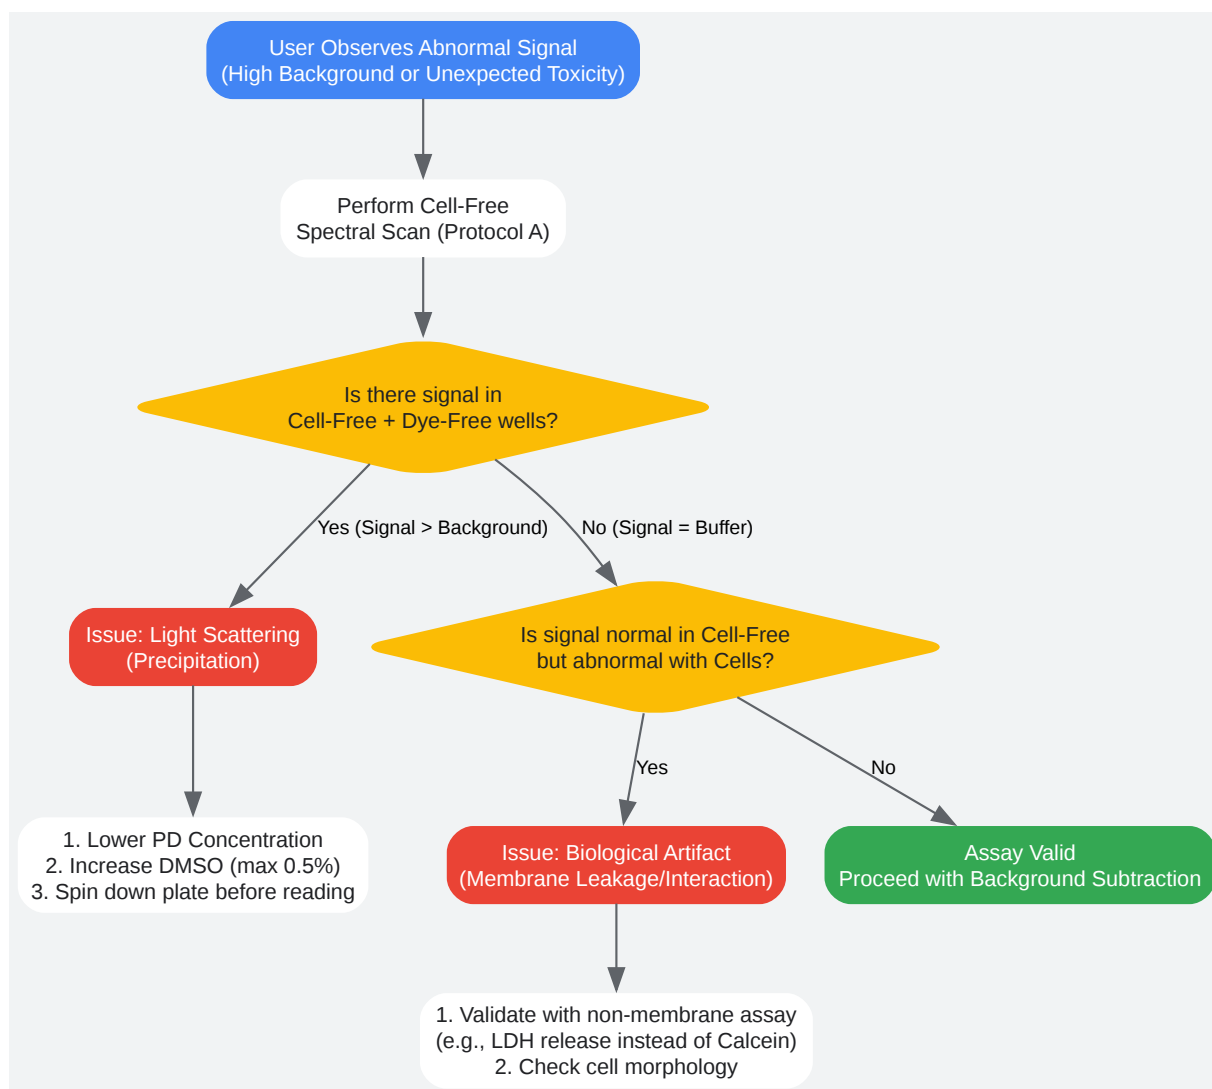 User Observes Abnormal Signal
(High Background or Unexpected Toxicity)
Perform Cell-Free
Spectral Scan (Protocol A)
Is there signal in
Cell-Free + Dye-Free wells?
Yes (Signal > Background)
No (Signal = Buffer)
Issue: Light Scattering
(Precipitation)
Is signal normal in Cell-Free
but abnormal with Cells?
Yes
No
1. Lower PD Concentration
2. Increase DMSO (max 0.5%)
3. Spin down plate before reading
Issue: Biological Artifact
(Membrane Leakage/Interaction)
Assay Valid
Proceed with Background Subtraction
1. Validate with non-membrane assay
(e.g., LDH release instead of Calcein)
2. Check cell morphology